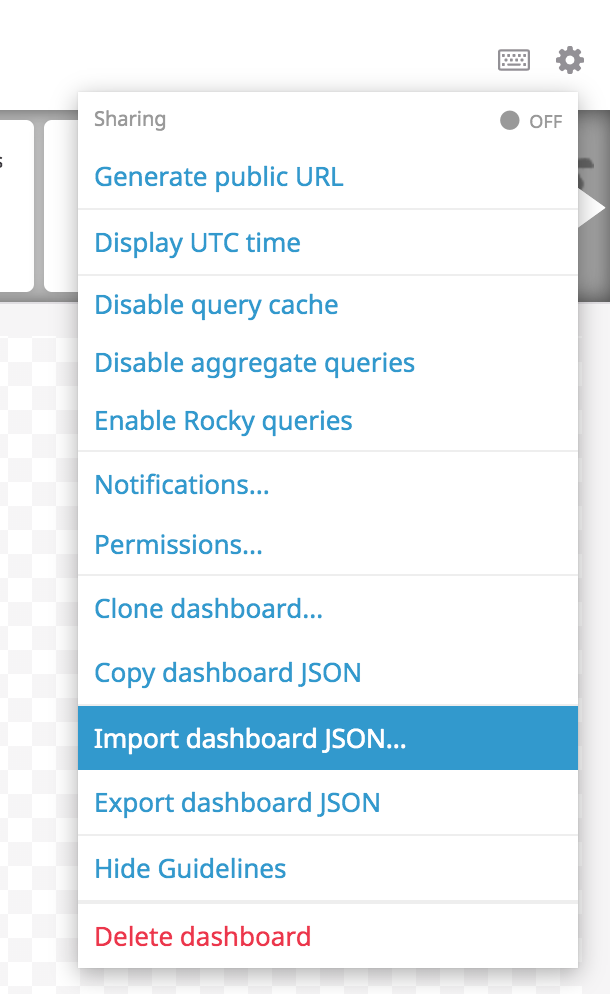 Sharing
OFF
Generate public URL
Display UTC time
Disable query cache
Disable aggregate queries
Enable Rocky queries
Notifications...
Permissions...
Clone dashboard...
Copy dashboard JSON
Import dashboard JSON...
Export dashboard JSON
Hide Guidelines
Delete dashboard